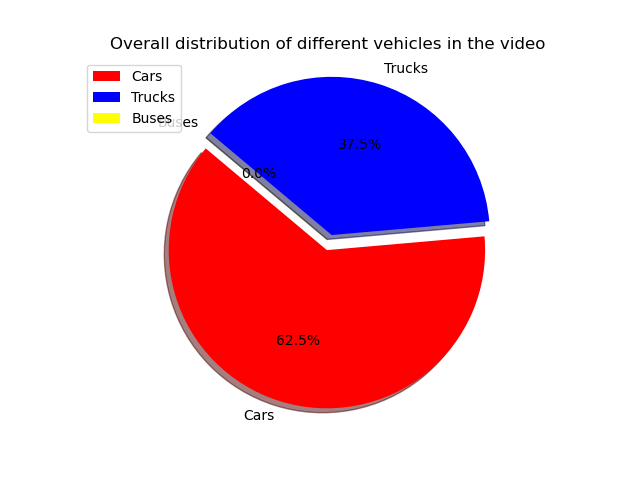 Overall distribution of different vehicles in the video
Cars
Trucks
Buses
Trucks
Buses
37.5%
0.0%
62.5%
Cars